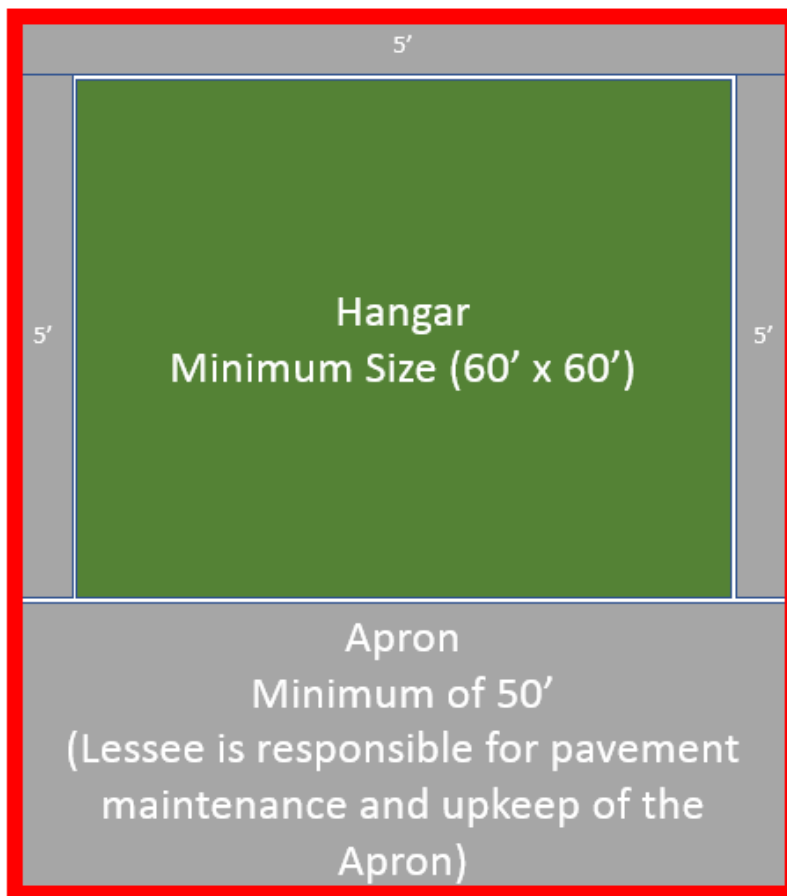 5’
Hangar
Minimum Size (60’ x 60’)
5’
5’
Apron
Minimum of 50’
(Lessee is responsible for pavement
maintenance and upkeep of the
Apron)